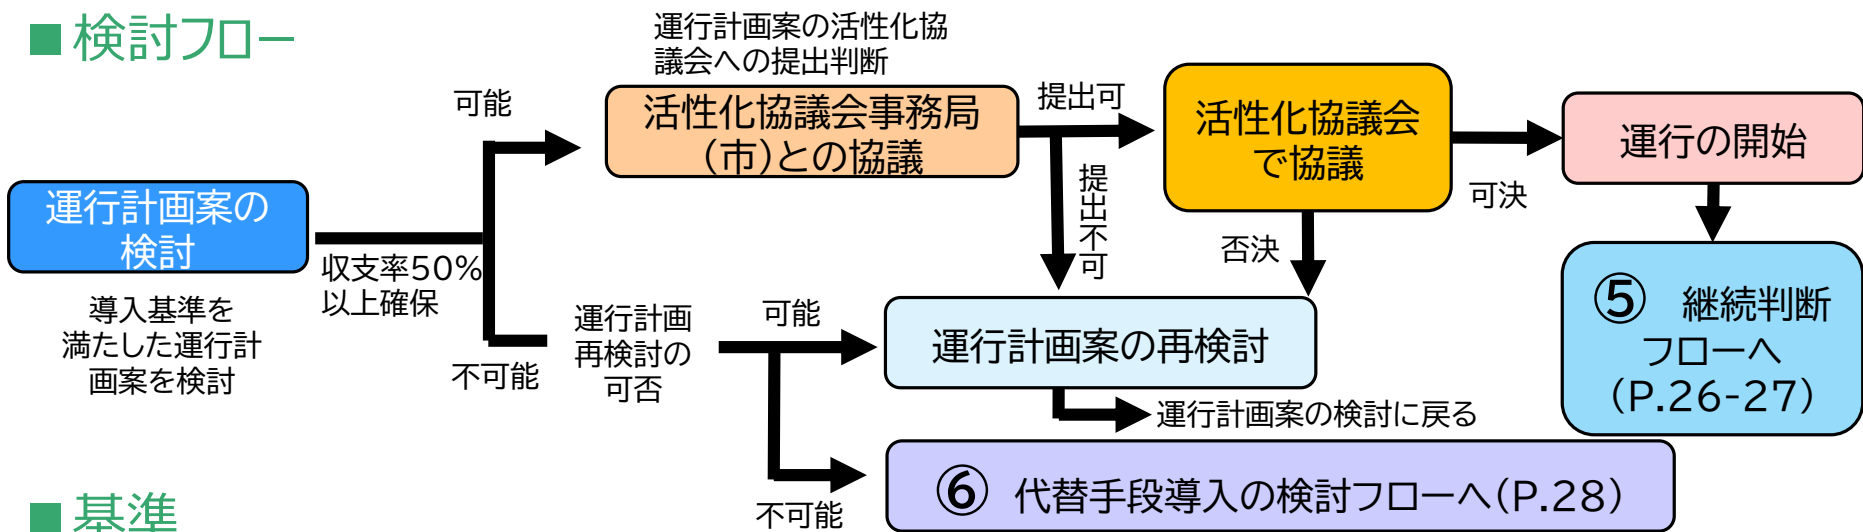 ■検討フロー
運行計画案の活性化協
議会への提出判断
可能
活性化協議会事務局
（市）との協議
提出可
提出不可
活性化協議会
で協議
可決
否決
運行の開始
運行計画案の
検討
導入基準を
満たした運行計
画案を検討
収支率50%
以上確保
不可能
運行計画
再検討の
可否
可能
運行計画案の再検討
運行計画案の検討に戻る
⑤ 継続判断
フローへ
（P.26-27）
不可能
⑥ 代替手段導入の検討フローへ（P.28）
■基準